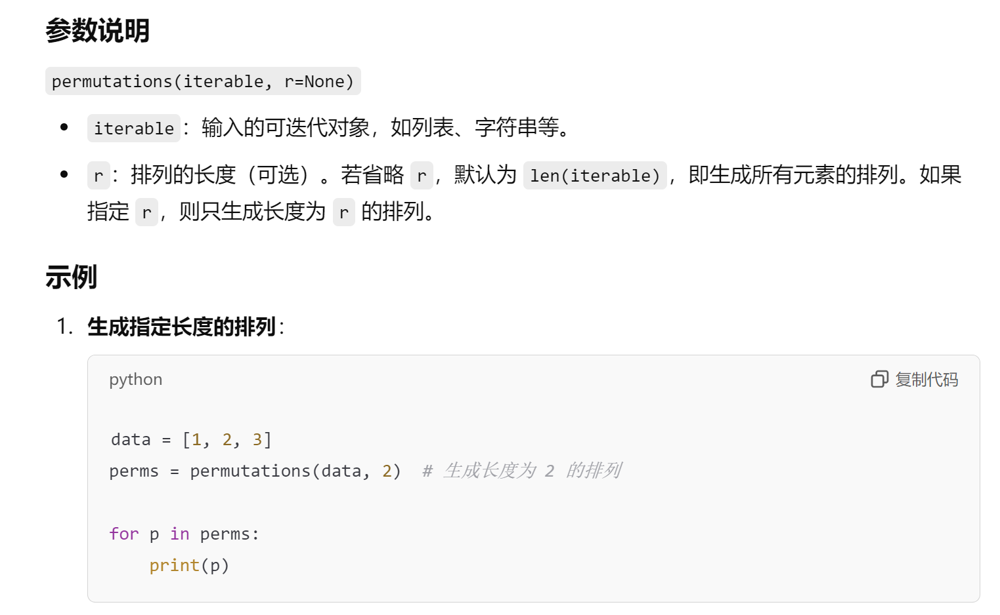 参数说明
permutations(iterable, r=None)
• iterable：输入的可迭代对象，如列表、字符串等。
• r：排列的长度（可选）。若省略 r，默认为 len(iterable)，即生成所有元素的排列。如果
指定 r，则只生成长度为 r 的排列。
示例
1. 生成指定长度的排列：
python 复制代码
data = [1, 2, 3]
perms = permutations(data, 2)  # 生成长度为 2 的排列
for p in perms:
    print(p)